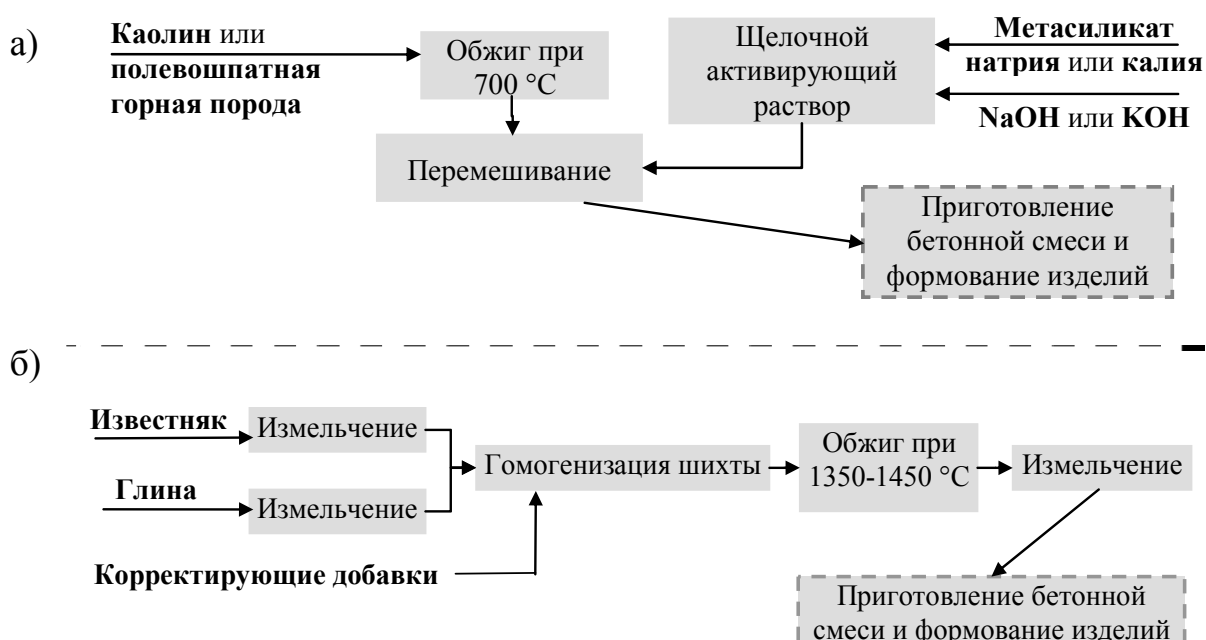 а)
Каолин или
полевошпатная
горная порода
Обжиг при
700 °C
Щелочной
активирующий
раствор
Метасиликат
натрия или калия
NaOH или KOH
Перемешивание
Приготовление
бетонной смеси и
формование изделий
б)
Известняк
Измельчение
Глина
Измельчение
Корректирующие добавки
Гомогенизация шихты
Обжиг при
1350-1450 °C
Измельчение
Приготовление бетонной
смеси и формование изделий